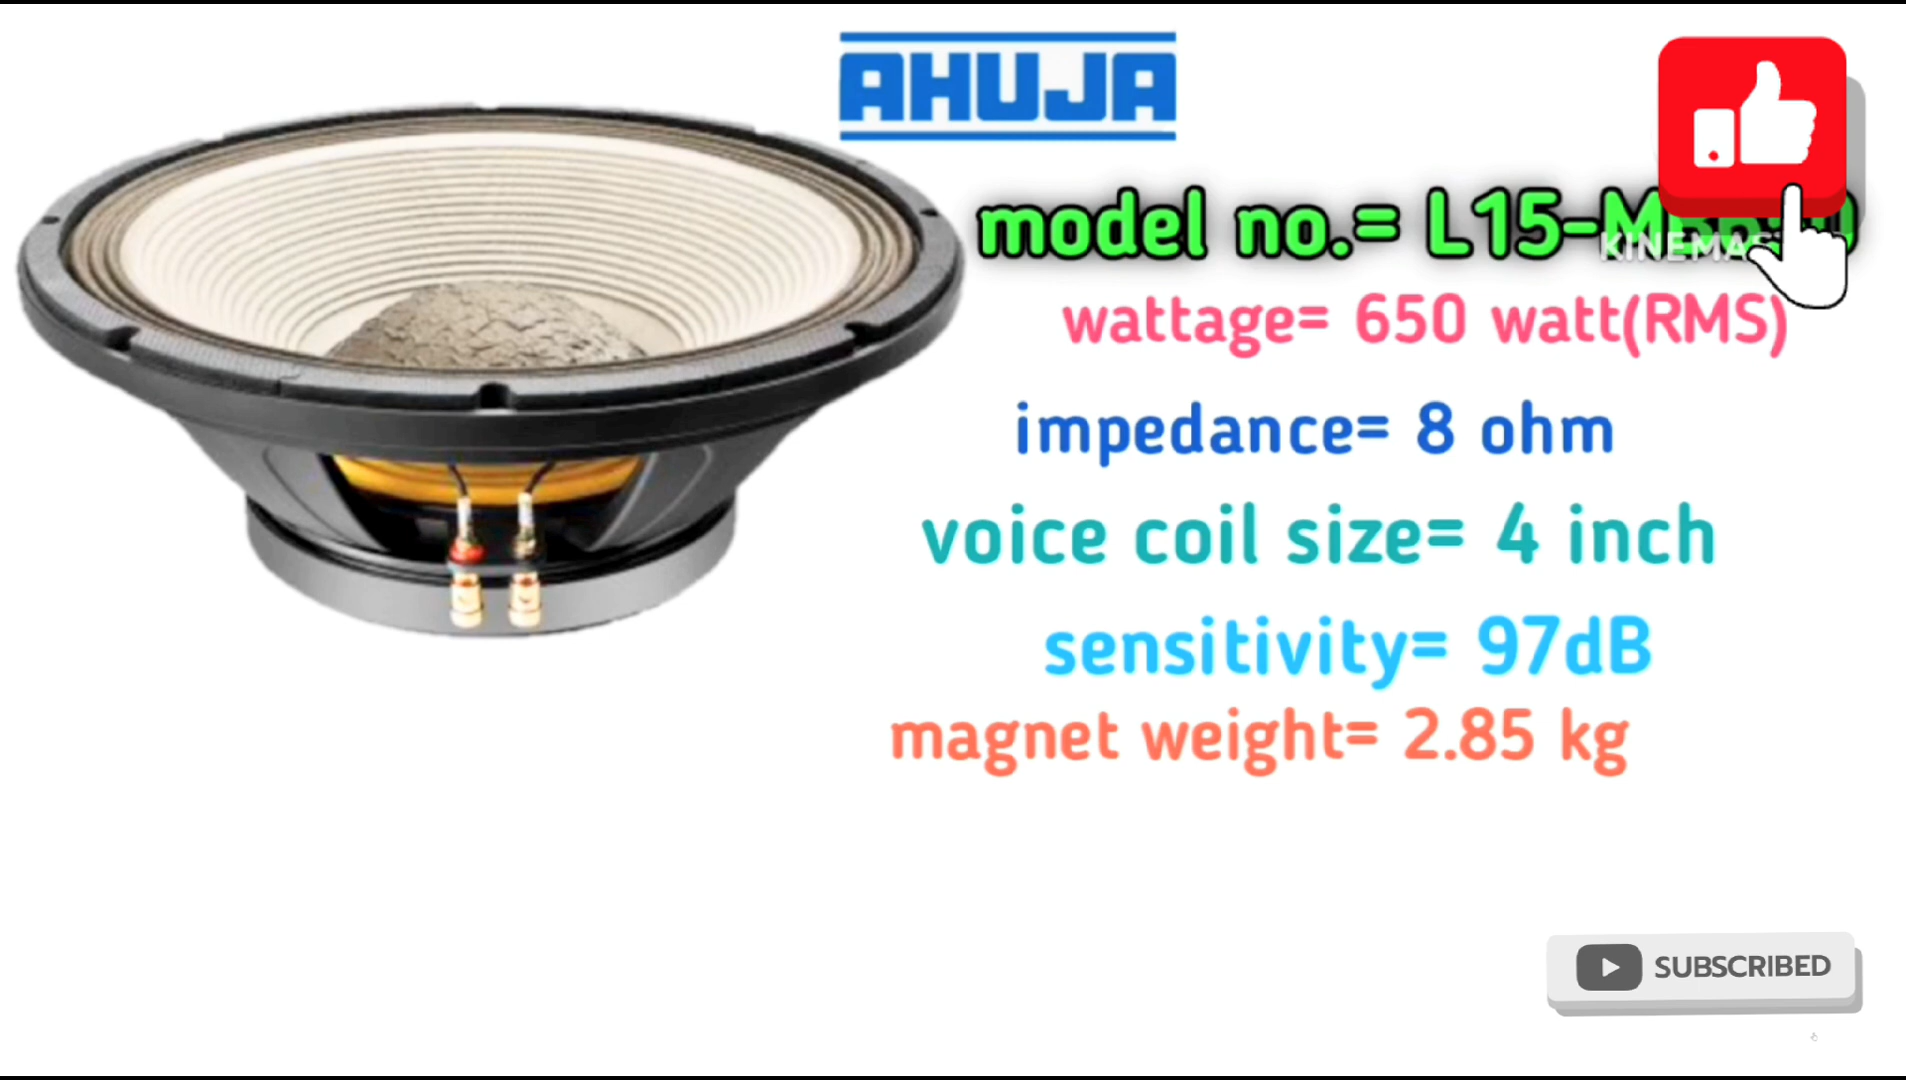 AHUJA
model no.= L15-M
KINEMAS
wattage= 650 watt(RMS)
impedance= 8 ohm
voice coil size= 4 inch
sensitivity= 97dB
magnet weight= 2.85 kg
SUBSCRIBED